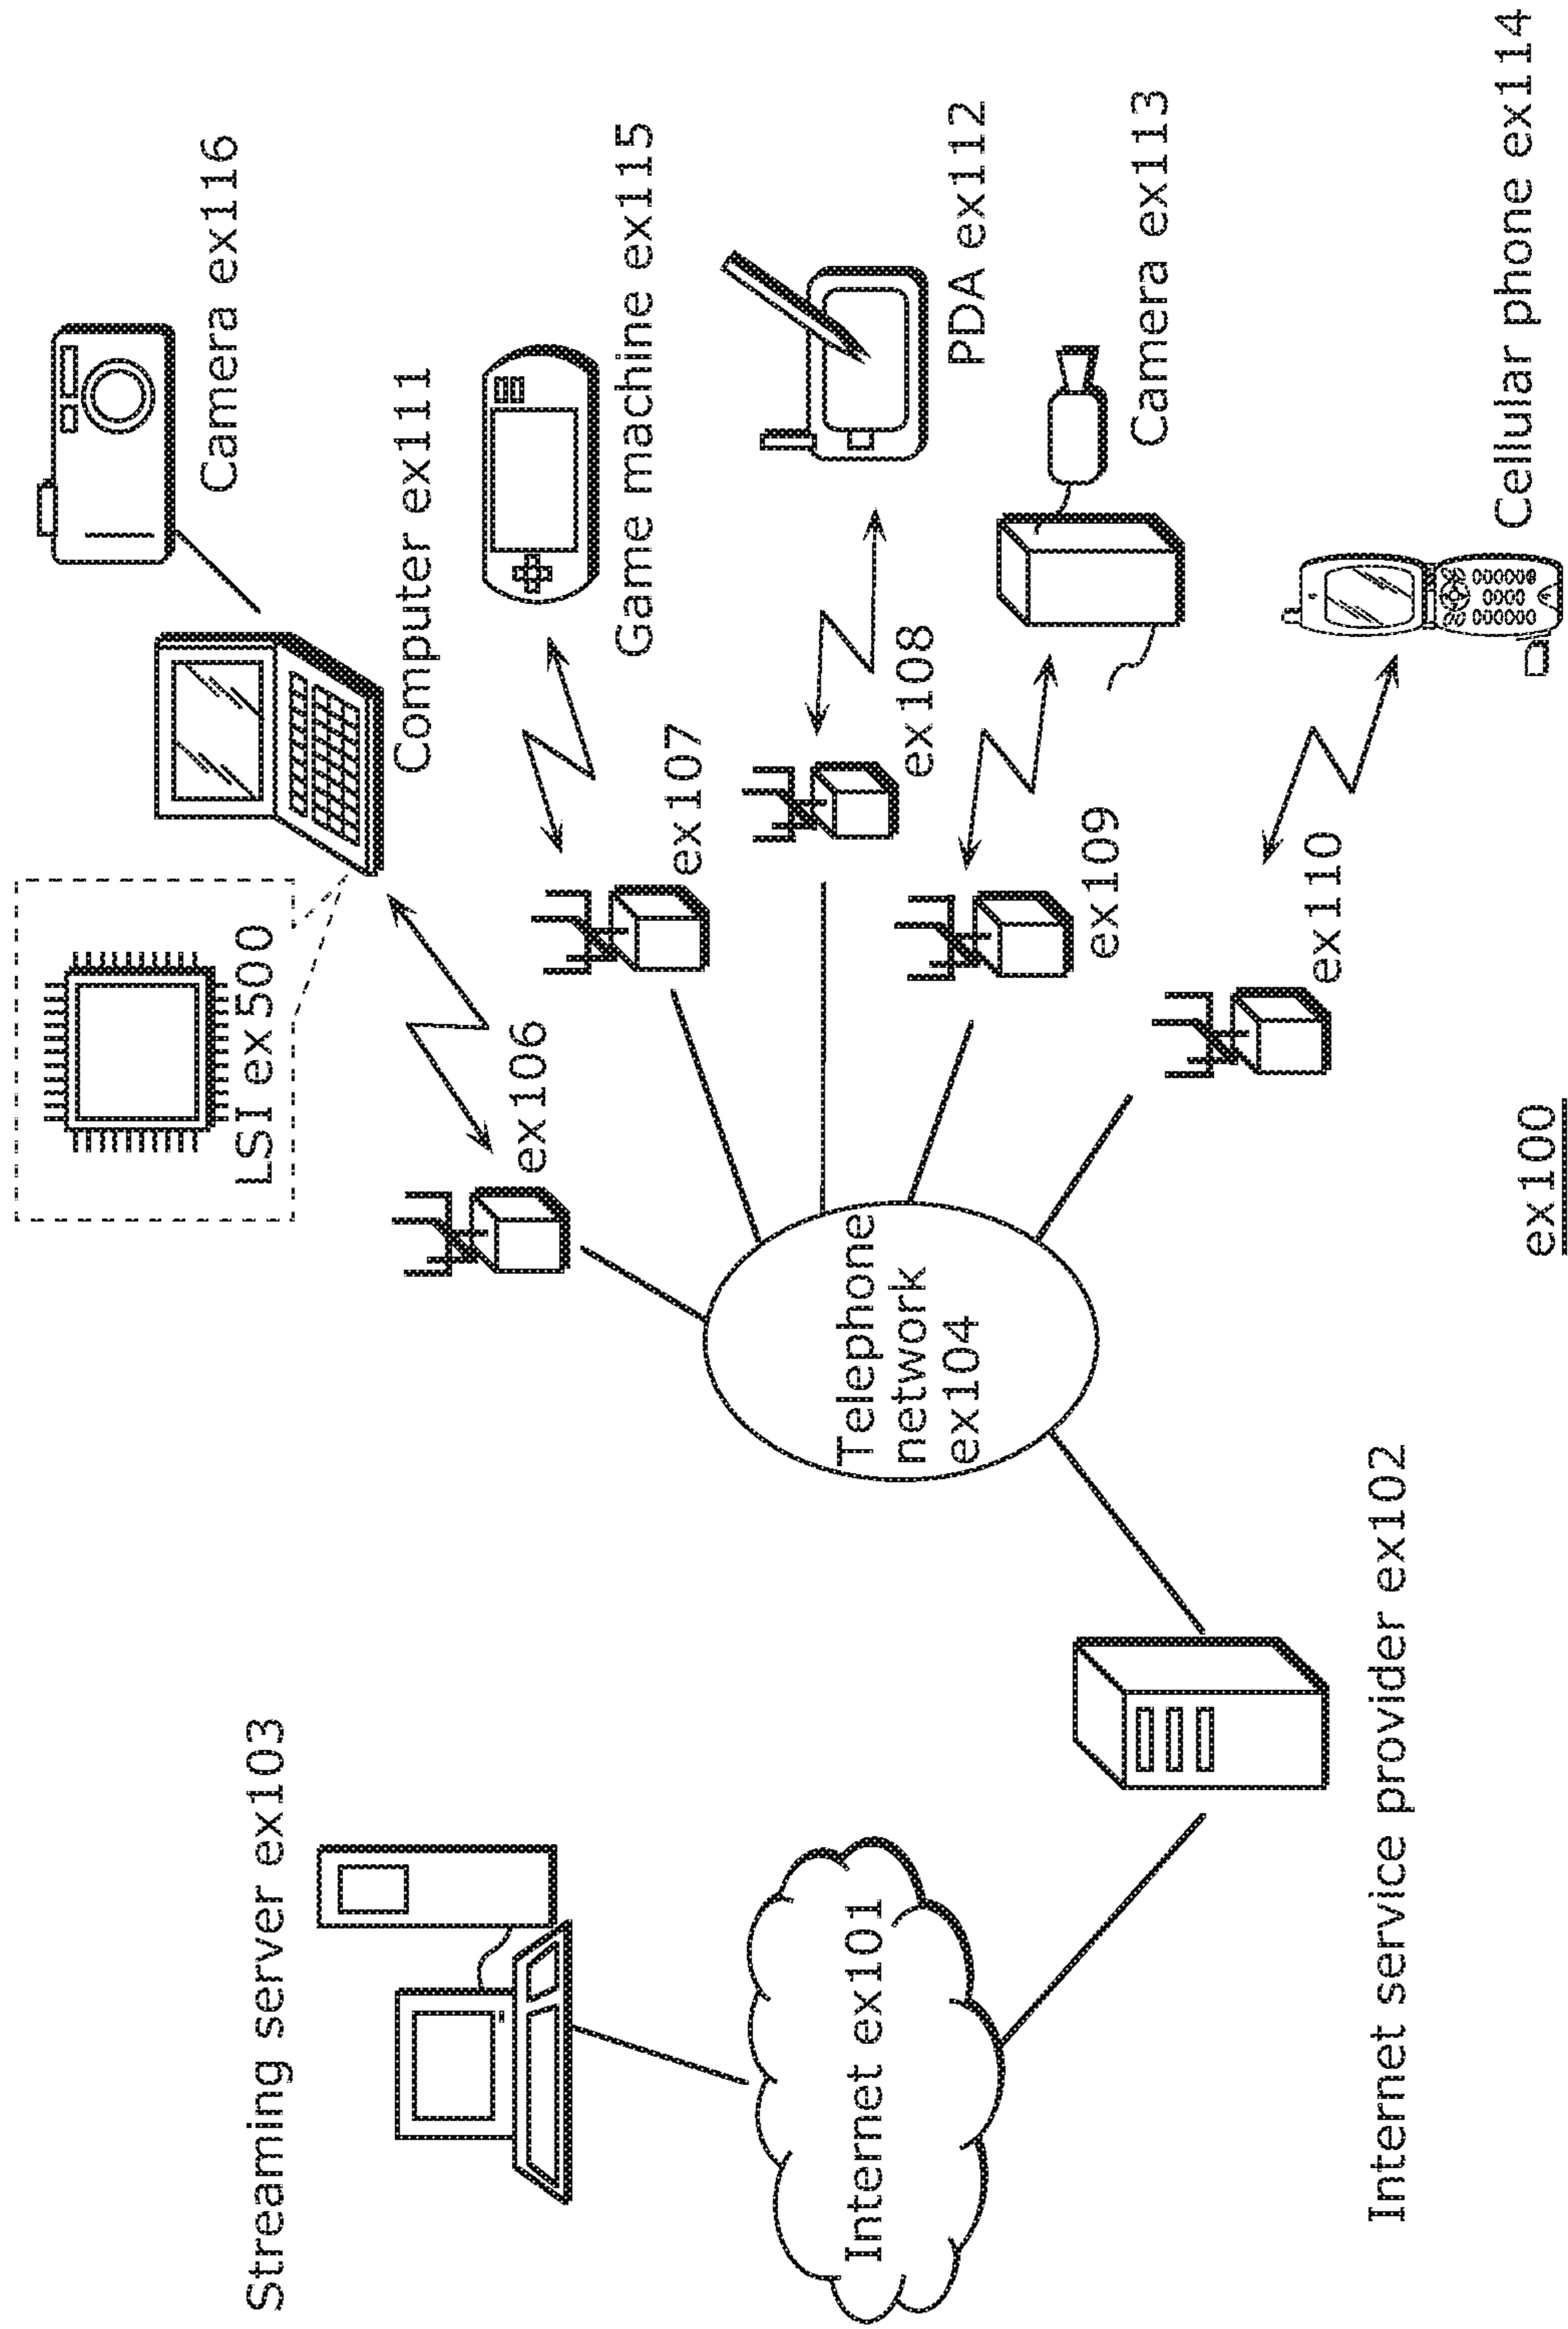 Streaming server ex103
Internet ex101
Internet service provider ex102
Telephone
network
ex104
LSI ex500
ex106
ex107
ex108
ex109
ex110
Camera ex116
Computer ex111
Game machine ex115
PDA ex112
Camera ex113
Cellular phone ex114
ex100